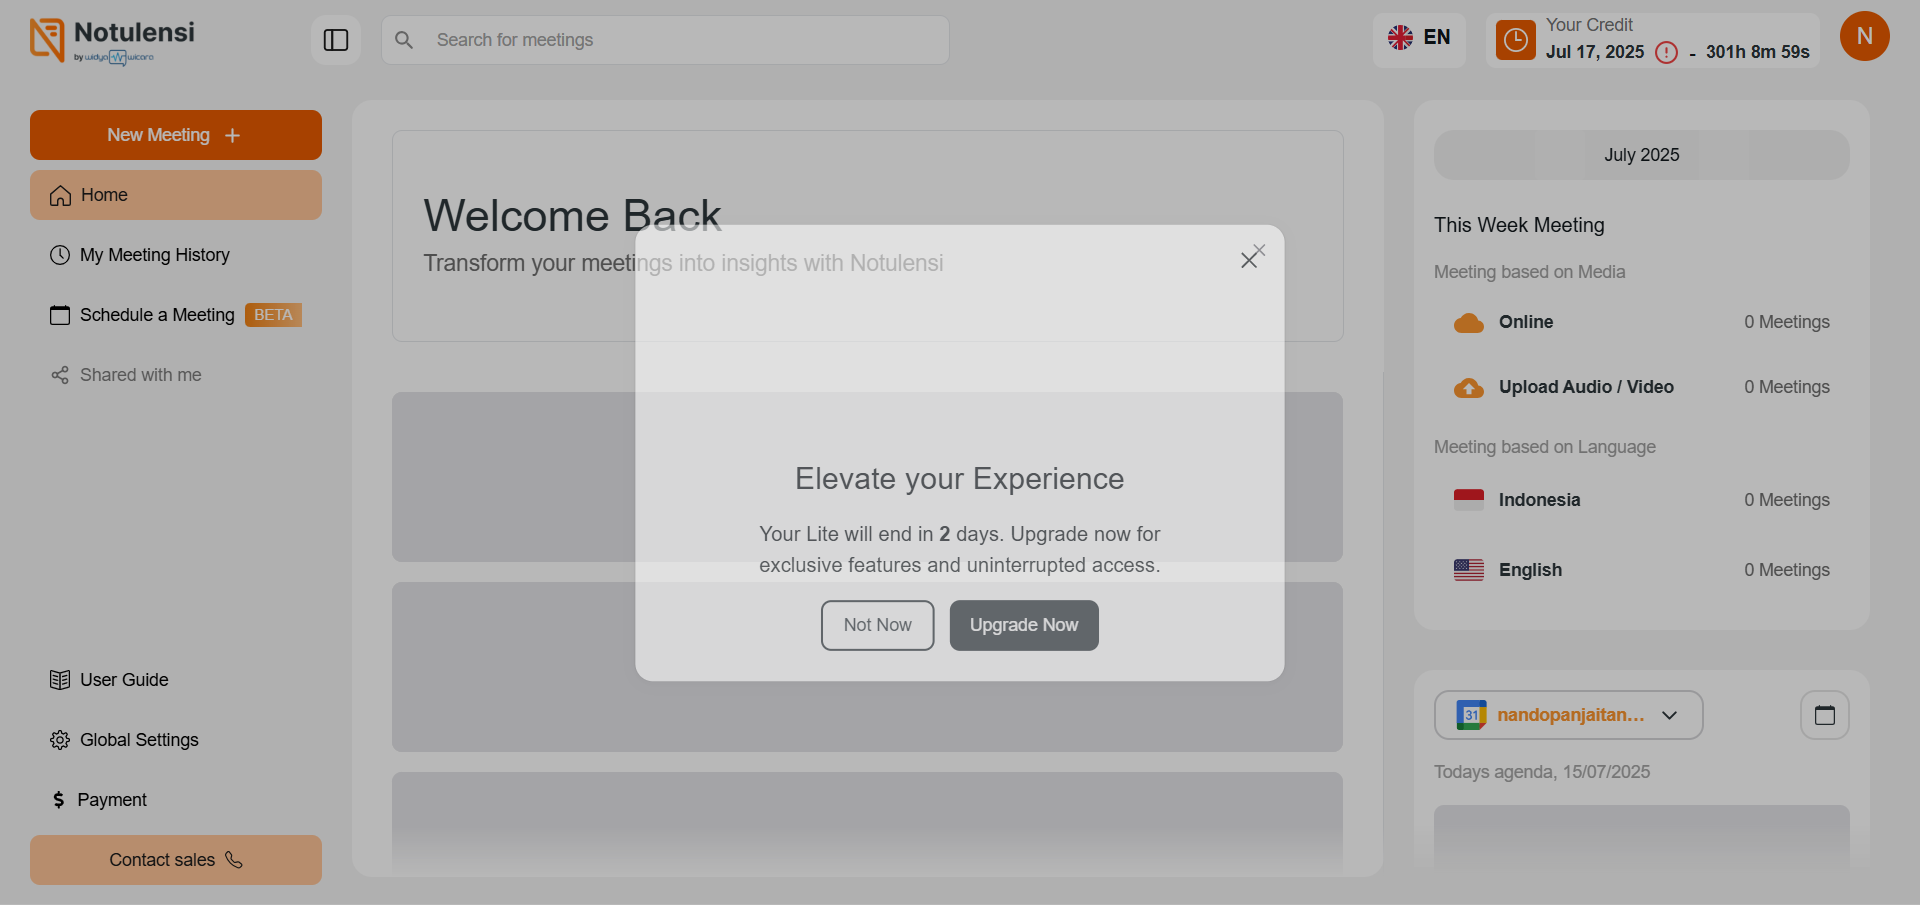 Notulensi
by widya wicara
Search for meetings
EN
Your Credit
Jul 17, 2025 - 301h 8m 59s
N
New Meeting +
Home
My Meeting History
Schedule a Meeting BETA
Shared with me
User Guide
Global Settings
Payment
Contact sales
Welcome Back
Transform your meetings into insights with Notulensi
Elevate your Experience
Your Lite will end in 2 days. Upgrade now for
exclusive features and uninterrupted access.
Not Now
Upgrade Now
July 2025
This Week Meeting
Meeting based on Media
Online 0 Meetings
Upload Audio / Video 0 Meetings
Meeting based on Language
Indonesia 0 Meetings
English 0 Meetings
31 nandopanjaitan...
Todays agenda, 15/07/2025